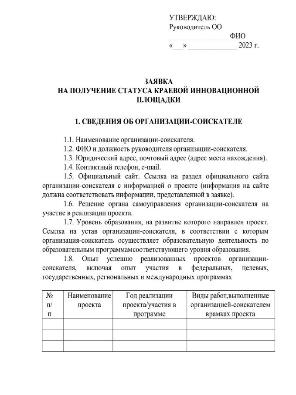 УТВЕРЖДАЮ:
Руководитель ОО
ФИО
«___»_______________ 2023 г.
ЗАЯВКА
НА ПОЛУЧЕНИЕ СТАТУСА КРАЕВОЙ ИННОВАЦИОННОЙ
ПЛОЩАДКИ
1. СВЕДЕНИЯ ОБ ОРГАНИЗАЦИИ-СОИСКАТЕЛЕ
1.1. Наименование организации-соискателя.
1.2. ФИО и должность руководителя организации-соискателя.
1.3. Юридический адрес, почтовый адрес (адрес места нахождения).
1.4. Контактный телефон, e-mail.
1.5. Официальный сайт. Ссылка на раздел официального сайта
организации-соискателя с информацией о проекте (информация на сайте
должна соответствовать информации, представленной в заявке).
1.6. Решение органа самоуправления организации-соискателя на
участие в реализации проекта.
1.7. Уровень образования, на развитие которого направлен проект.
Ссылка на устав организации-соискателя, в соответствии с которым
организация-соискатель осуществляет образовательную деятельность по
образовательным программамсоответствующего уровня образования.
1.8. Опыт успешно реализованных проектов организации-
соискателя, включая опыт участия в федеральных, целевых,
государственных, региональных и международных программах
№ п/п Наименование проекта Год реализации проекта/участия в программе Виды работ,выполненные организацией-соискателем врамках проекта